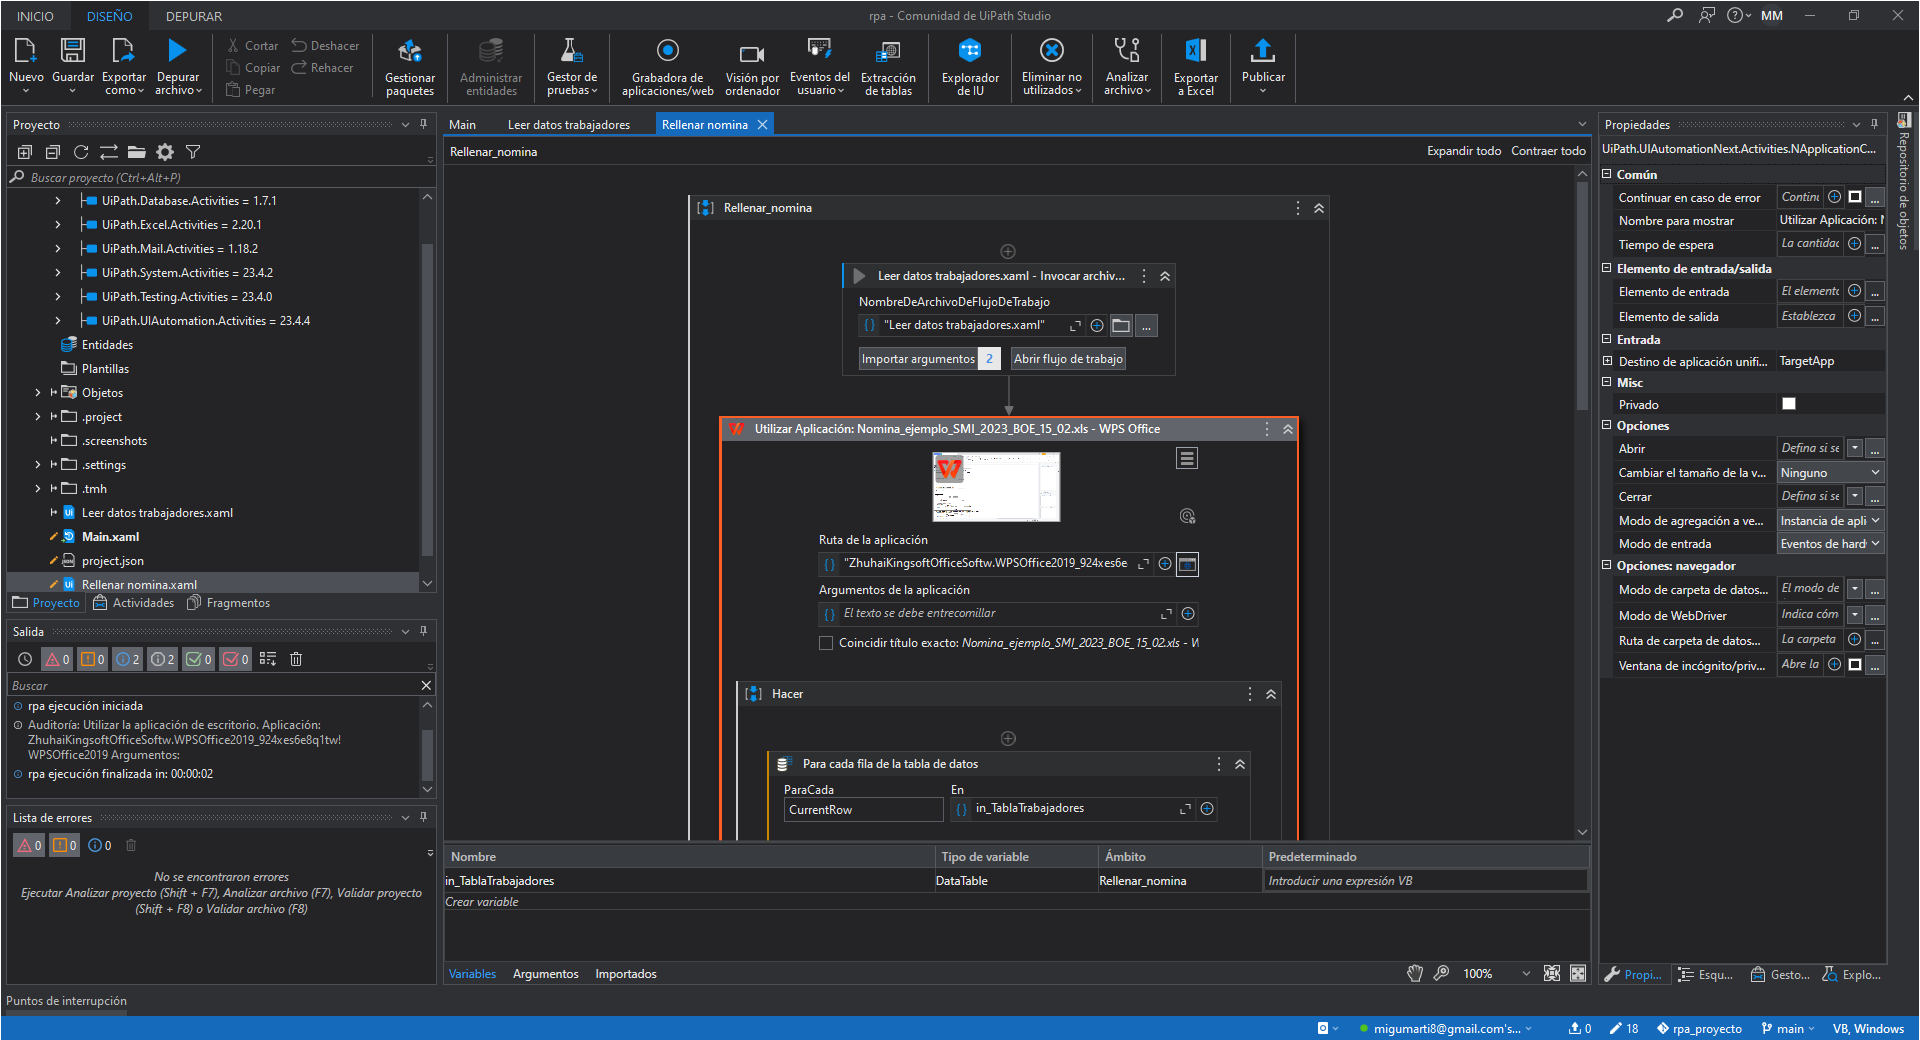 INICIO DISEÑO DEPURAR rpa - Comunidad de UiPath Studio MM
Nuevo Guardar Exportar como Depurar archivo
Cortar Copiar Pegar Deshacer Rehacer
Gestionar paquetes
Administrar entidades
Gestor de pruebas
Grabadora de aplicaciones/web
Visión por ordenador
Eventos del usuario
Extracción de tablas
Explorador de IU
Eliminar no utilizados
Analizar archivo
Exportar a Excel
Publicar
Proyecto
Buscar proyecto (Ctrl+Alt+P)
UiPath.Database.Activities = 1.7.1
UiPath.Excel.Activities = 2.20.1
UiPath.Mail.Activities = 1.18.2
UiPath.System.Activities = 23.4.2
UiPath.Testing.Activities = 23.4.0
UiPath.UIAutomation.Activities = 23.4.4
Entidades
Plantillas
Objetos
.project
.screenshots
.settings
.tmh
Leer datos trabajadores.xaml
Main.xaml
project.json
Rellenar nomina.xaml
Proyecto Actividades Fragmentos
Salida
0 0 2 2 0 0
Buscar
rpa ejecución iniciada
Auditoría: Utilizar la aplicación de escritorio. Aplicación:
ZhuhaiKingsoftOfficeSoftw.WPSOffice2019_924xes6e8q1tw!
WPSOffice2019 Argumentos:
rpa ejecución finalizada in: 00:00:02
Lista de errores
0 0 0
No se encontraron errores
Ejecutar Analizar proyecto (Shift + F7), Analizar archivo (F7), Validar proyecto
(Shift + F8) o Validar archivo (F8)
Puntos de interrupción
Main Leer datos trabajadores Rellenar nomina
Rellenar_nomina Expandir todo Contraer todo
Rellenar_nomina
Leer datos trabajadores.xaml - Invocar archiv...
NombreDeArchivoDeFlujoDeTrabajo
"Leer datos trabajadores.xaml" ...
Importar argumentos 2 Abrir flujo de trabajo
Utilizar Aplicación: Nomina_ejemplo_SMI_2023_BOE_15_02.xls - WPS Office
Ruta de la aplicación
"ZhuhaiKingsoftOfficeSoftw.WPSOffice2019_924xes6e
Argumentos de la aplicación
El texto se debe entrecomillar
Coincidir título exacto: Nomina_ejemplo_SMI_2023_BOE_15_02.xls - W
Hacer
Para cada fila de la tabla de datos
ParaCada En
CurrentRow in_TablaTrabajadores
Nombre Tipo de variable Ámbito Predeterminado
in_TablaTrabajadores DataTable Rellenar_nomina Introducir una expresión VB
Crear variable
Variables Argumentos Importados 100%
Propiedades
UiPath.UIAutomationNext.Activities.NApplicationC...
Común
Continuar en caso de error Continu ...
Nombre para mostrar Utilizar Aplicación: N
Tiempo de espera La cantidad ...
Elemento de entrada/salida
Elemento de entrada El elemento ...
Elemento de salida Establezca ...
Entrada
Destino de aplicación unifi... TargetApp
Misc
Privado
Opciones
Abrir Defina si se ...
Cambiar el tamaño de la v... Ninguno
Cerrar Defina si se ...
Modo de agregación a ve... Instancia de apli
Modo de entrada Eventos de hard
Opciones: navegador
Modo de carpeta de datos... El modo de ...
Modo de WebDriver Indica cóm ...
Ruta de carpeta de datos... La carpeta ...
Ventana de incógnito/priv... Abre la ...
Propi... Esqu... Gesto... Explo...
Repositorio de objetos
migumarti8@gmail.com's... 0 18 rpa_proyecto main VB, Windows